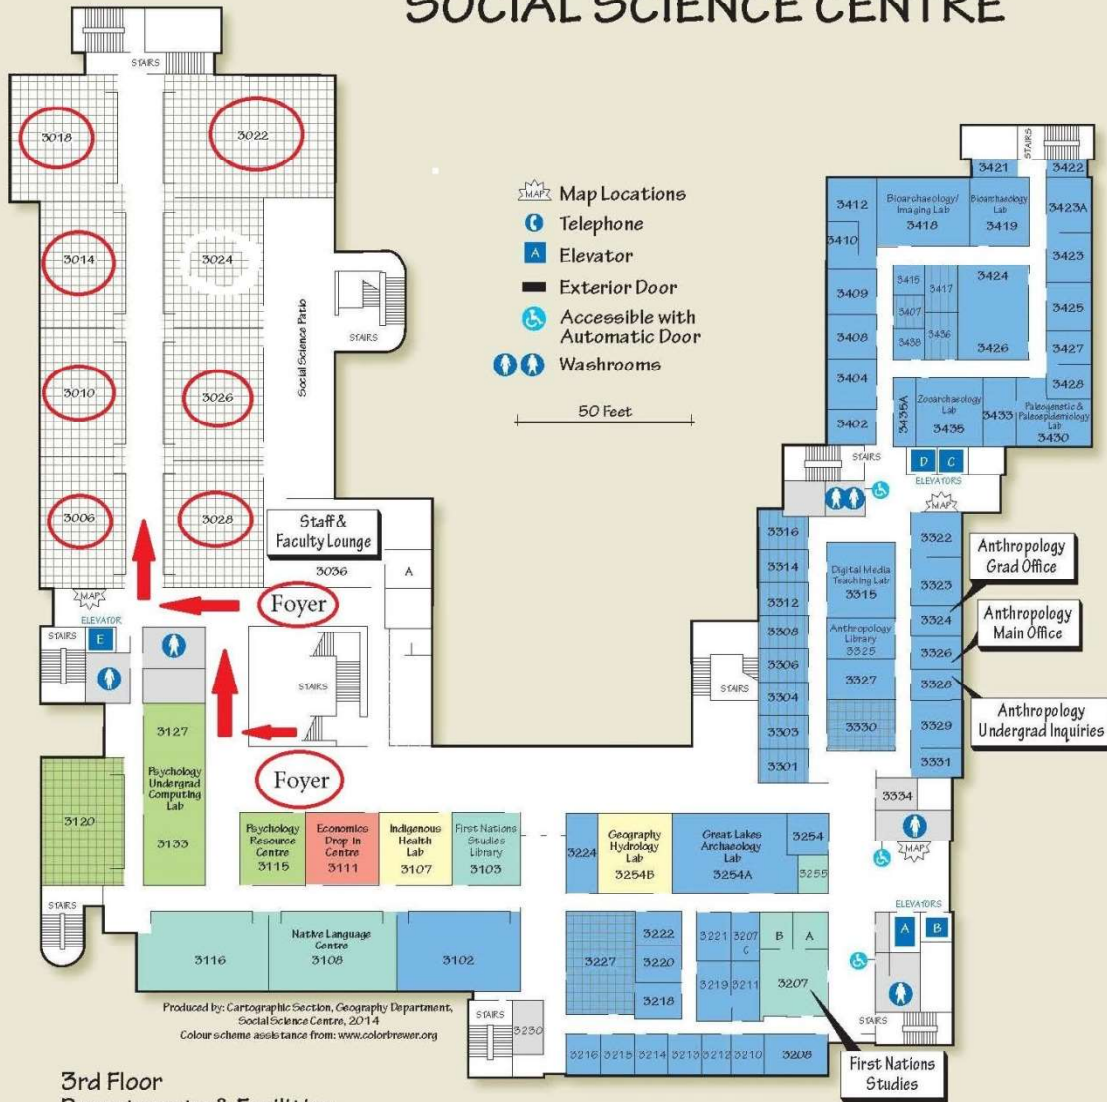 SOCIAL SCIENCE CENTRE
STAIRS
3018
3022
3014
3024
3010
3026
3006
3028
Social Science Patio
STAIRS
MAP Map Locations
Telephone
A Elevator
Exterior Door
Accessible with
Automatic Door
Washrooms
50 Feet
Staff &
Faculty Lounge
3036
A
Foyer
MAP
ELEVATOR
E
STAIRS
STAIRS
Foyer
3127
Psychology
Undergrad
Computing
Lab
3133
3120
STAIRS
Psychology
Resource
Centre
3115
Economics
Drop in
Centre
3111
Indigenous
Health
Lab
3107
First Nations
Studies
Library
3103
3116
Native Language
Centre
3108
3102
STAIRS
3421
3422
3412
Bioarchaeology/
Imaging Lab
3418
Bioarchaeology
Lab
3419
3423A
3410
3423
3415
3417
3424
3409
3407
3425
3408
3438
3436
3426
3427
3404
3428
3402
3435A
Zooarchaeology
Lab
3435
3433
Paleogenetic &
Paleoepidemiology
Lab
3430
STAIRS
D
C
ELEVATORS
MAP
3316
3322
3314
Digital Media
Teaching Lab
3315
3323
3312
3324
3308
Anthropology
Library
3325
3326
3306
3327
3328
3304
STAIRS
3303
3330
3329
3301
3331
Anthropology
Grad Office
Anthropology
Main Office
Anthropology
Undergrad Inquiries
3334
MAP
3224
Geography
Hydrology
Lab
3254B
Great Lakes
Archaeology
Lab
3254A
3254
3255
ELEVATORS
A
B
3227
3222
3220
3218
3221
3207
C
3219
3211
B
A
3207
STAIRS
First Nations
Studies
STAIRS
3230
3216
3215
3214
3213
3212
3210
3208
Produced by: Cartographic Section, Geography Department,
Social Science Centre, 2014
Colour scheme assistance from: www.colorbrewer.org
3rd Floor